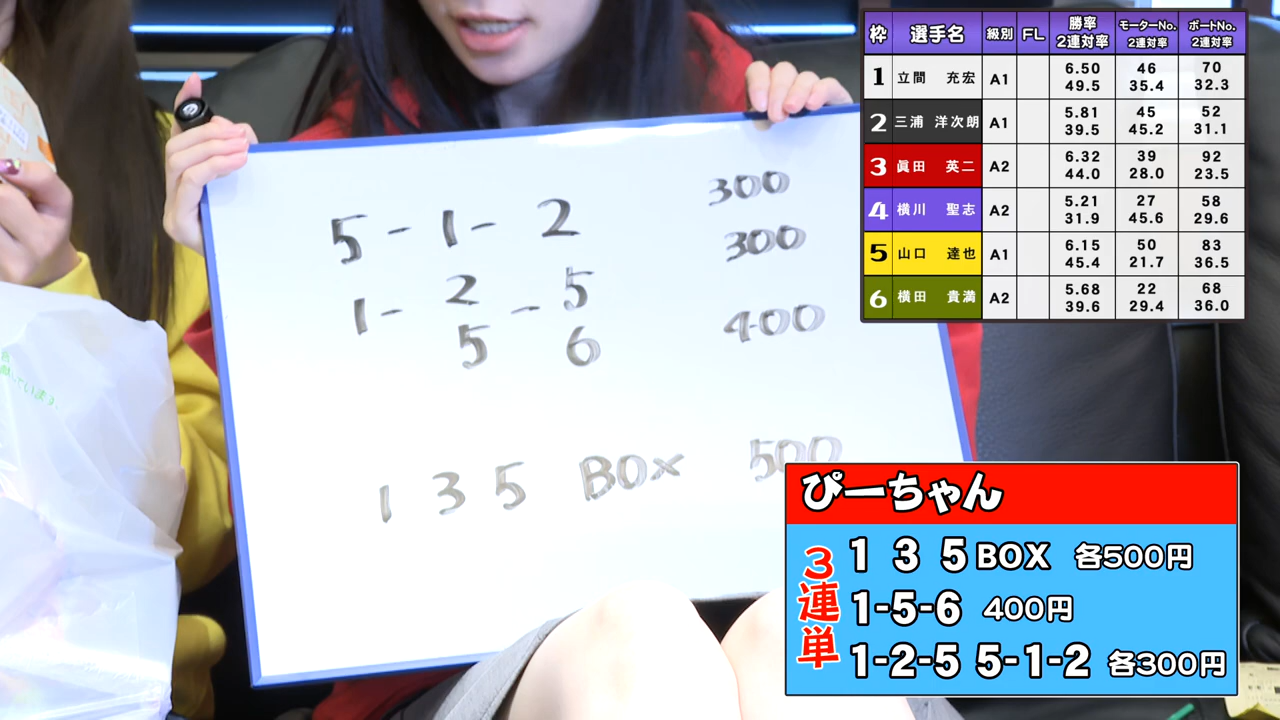 5-1-2 300
300
1-2-5
5 6 400
1 3 5 BOX 500
枠 選手名 級別 FL 勝率 2連対率 モーターNo. 2連対率 ボートNo. 2連対率
1 立間 充宏 A1 6.50 49.5 46 35.4 70 32.3
2 三浦 洋次朗 A1 5.81 39.5 45 45.2 52 31.1
3 眞田 英二 A2 6.32 44.0 39 28.0 92 23.5
4 横川 聖志 A2 5.21 31.9 27 45.6 58 29.6
5 山口 達也 A1 6.15 45.4 50 21.7 83 36.5
6 横田 貴満 A2 5.68 39.6 22 29.4 68 36.0
ぴーちゃん
3連単
1 3 5 BOX 各500円
1-5-6 400円
1-2-5 5-1-2 各300円